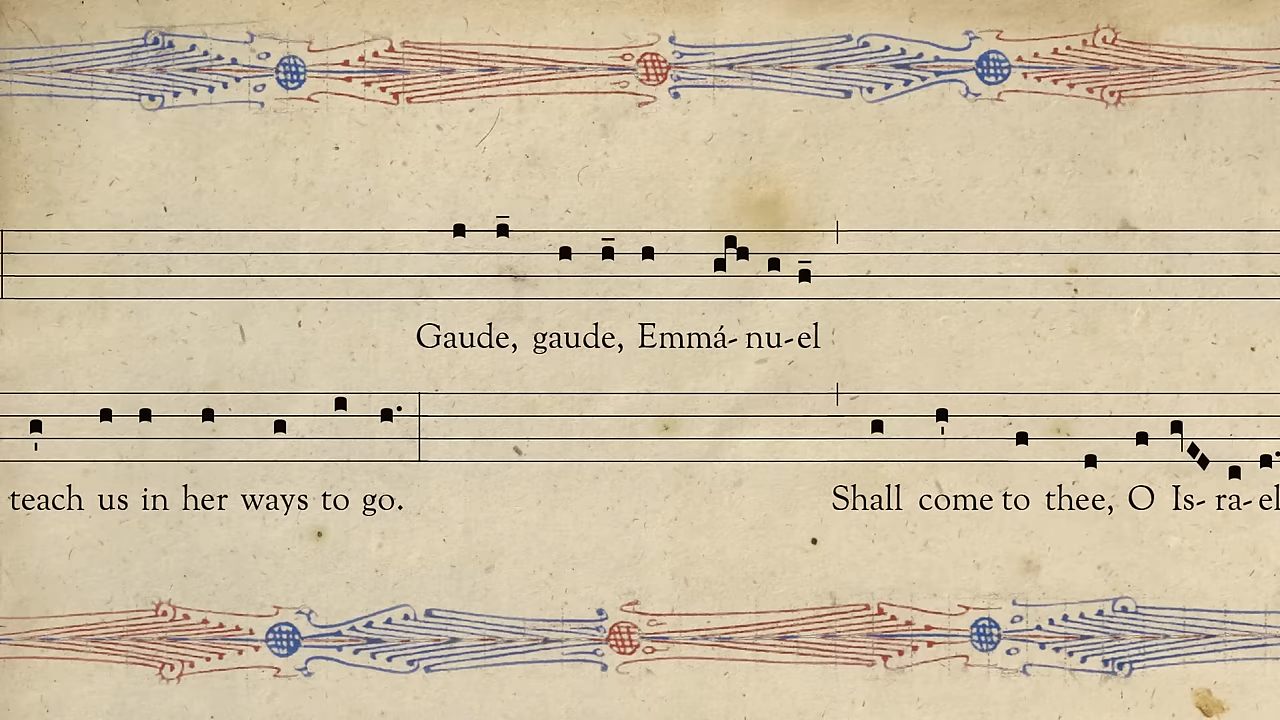 Gaude, gaude, Emmá- nu-el
teach us in her ways to go.
Shall come to thee, O Is- ra-el